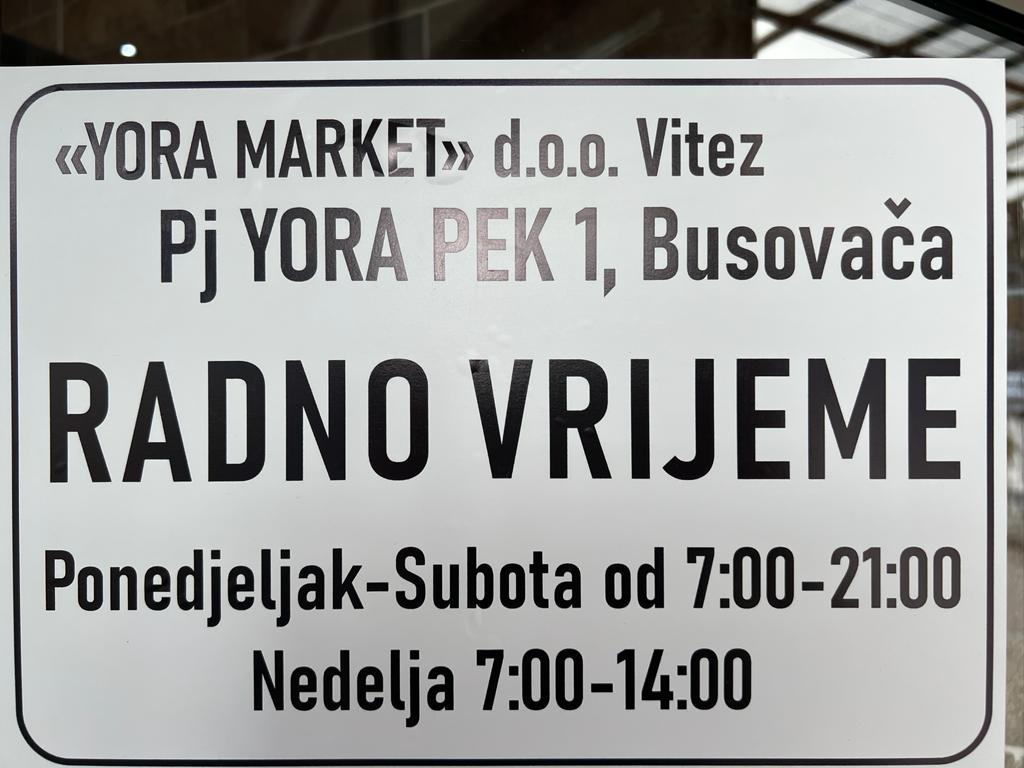 «YORA MARKET» d.o.o. Vitez
Pj YORA PEK 1, Busovača
RADNO VRIJEME
Ponedjeljak-Subota od 7:00-21:00
Nedelja 7:00-14:00